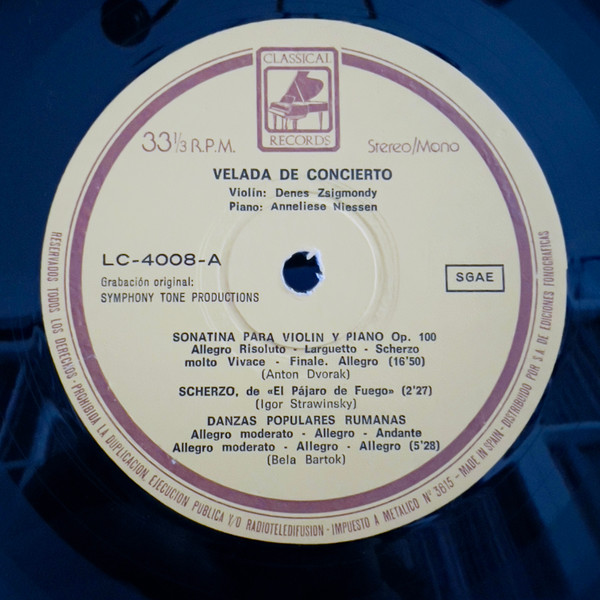 CLASSICAL
RECORDS
33 1/3 R.P.M.
Stereo/Mono
VELADA DE CONCIERTO
Violin: Denes Zsigmondy
Piano: Anneliese Niessen
LC-4008-A
Grabación original:
SYMPHONY TONE PRODUCTIONS
SGAE
SONATINA PARA VIOLIN Y PIANO Op. 100
Allegro Risoluto - Larguetto - Scherzo
molto Vivace - Finale. Allegro (16'50)
(Anton Dvorak)
SCHERZO, de «El Pájaro de Fuego» (2'27)
(Igor Strawinsky)
DANZAS POPULARES RUMANAS
Allegro moderato - Allegro - Andante
Allegro moderato - Allegro - Allegro (5'28)
(Bela Bartok)
RESERVADOS TODOS LOS DERECHOS - PROHIBIDA LA DUPLICACION, EJECUCION PUBLICA Y/O RADIOTELEDIFUSION - IMPUESTO A METALICO Nº 3615 - MADE IN SPAIN - DISTRIBUIDO POR S.A. DE EDICIONES FONOGRAFICAS